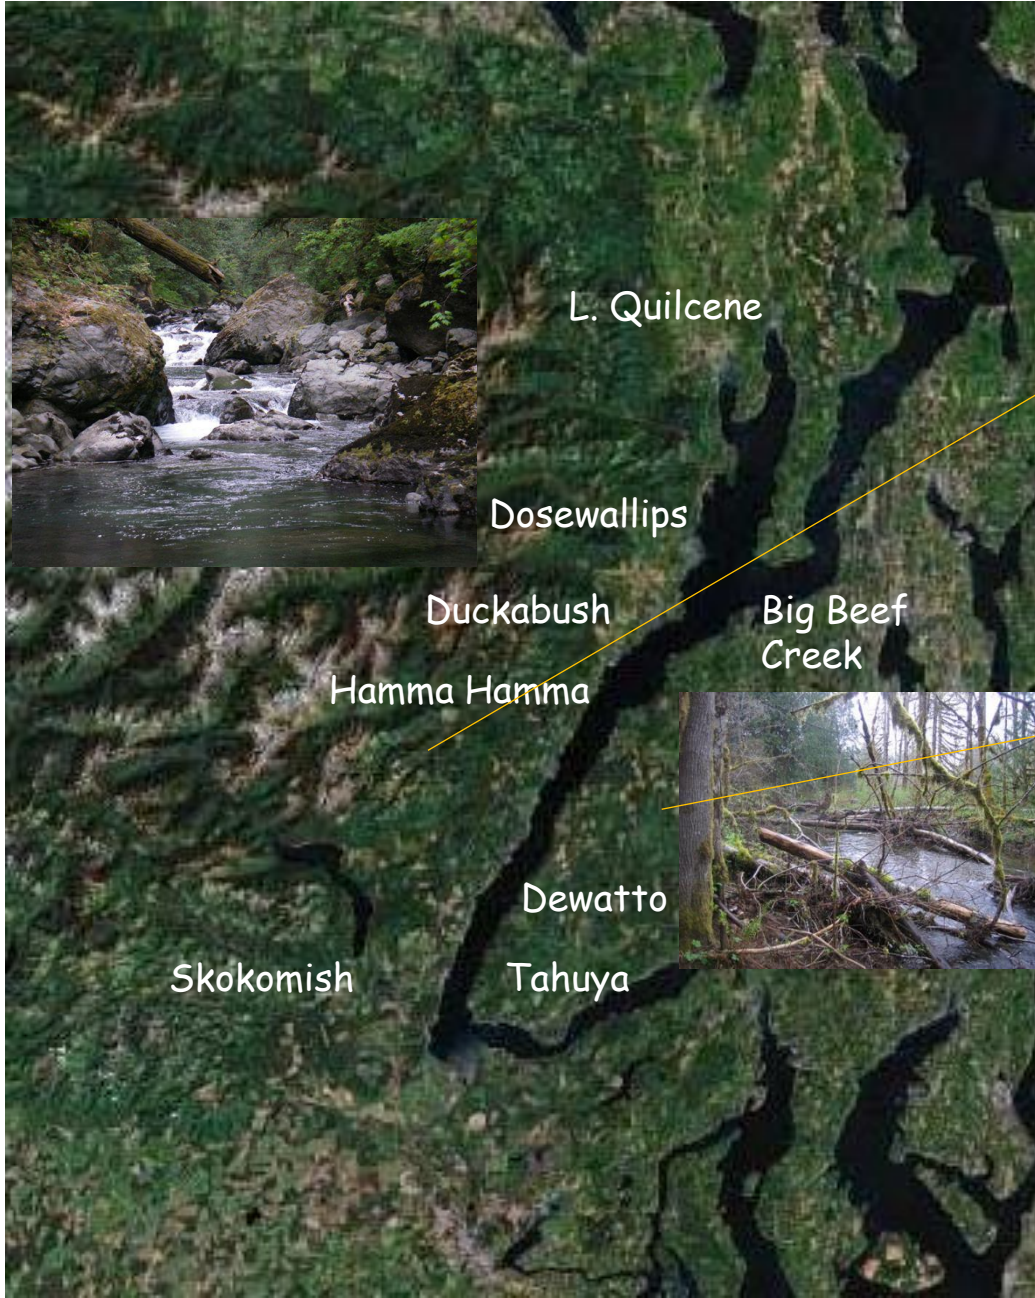 L. Quilcene
Dosewallips
Duckabush
Big Beef
Creek
Hamma Hamma
Dewatto
Skokomish
Tahuya